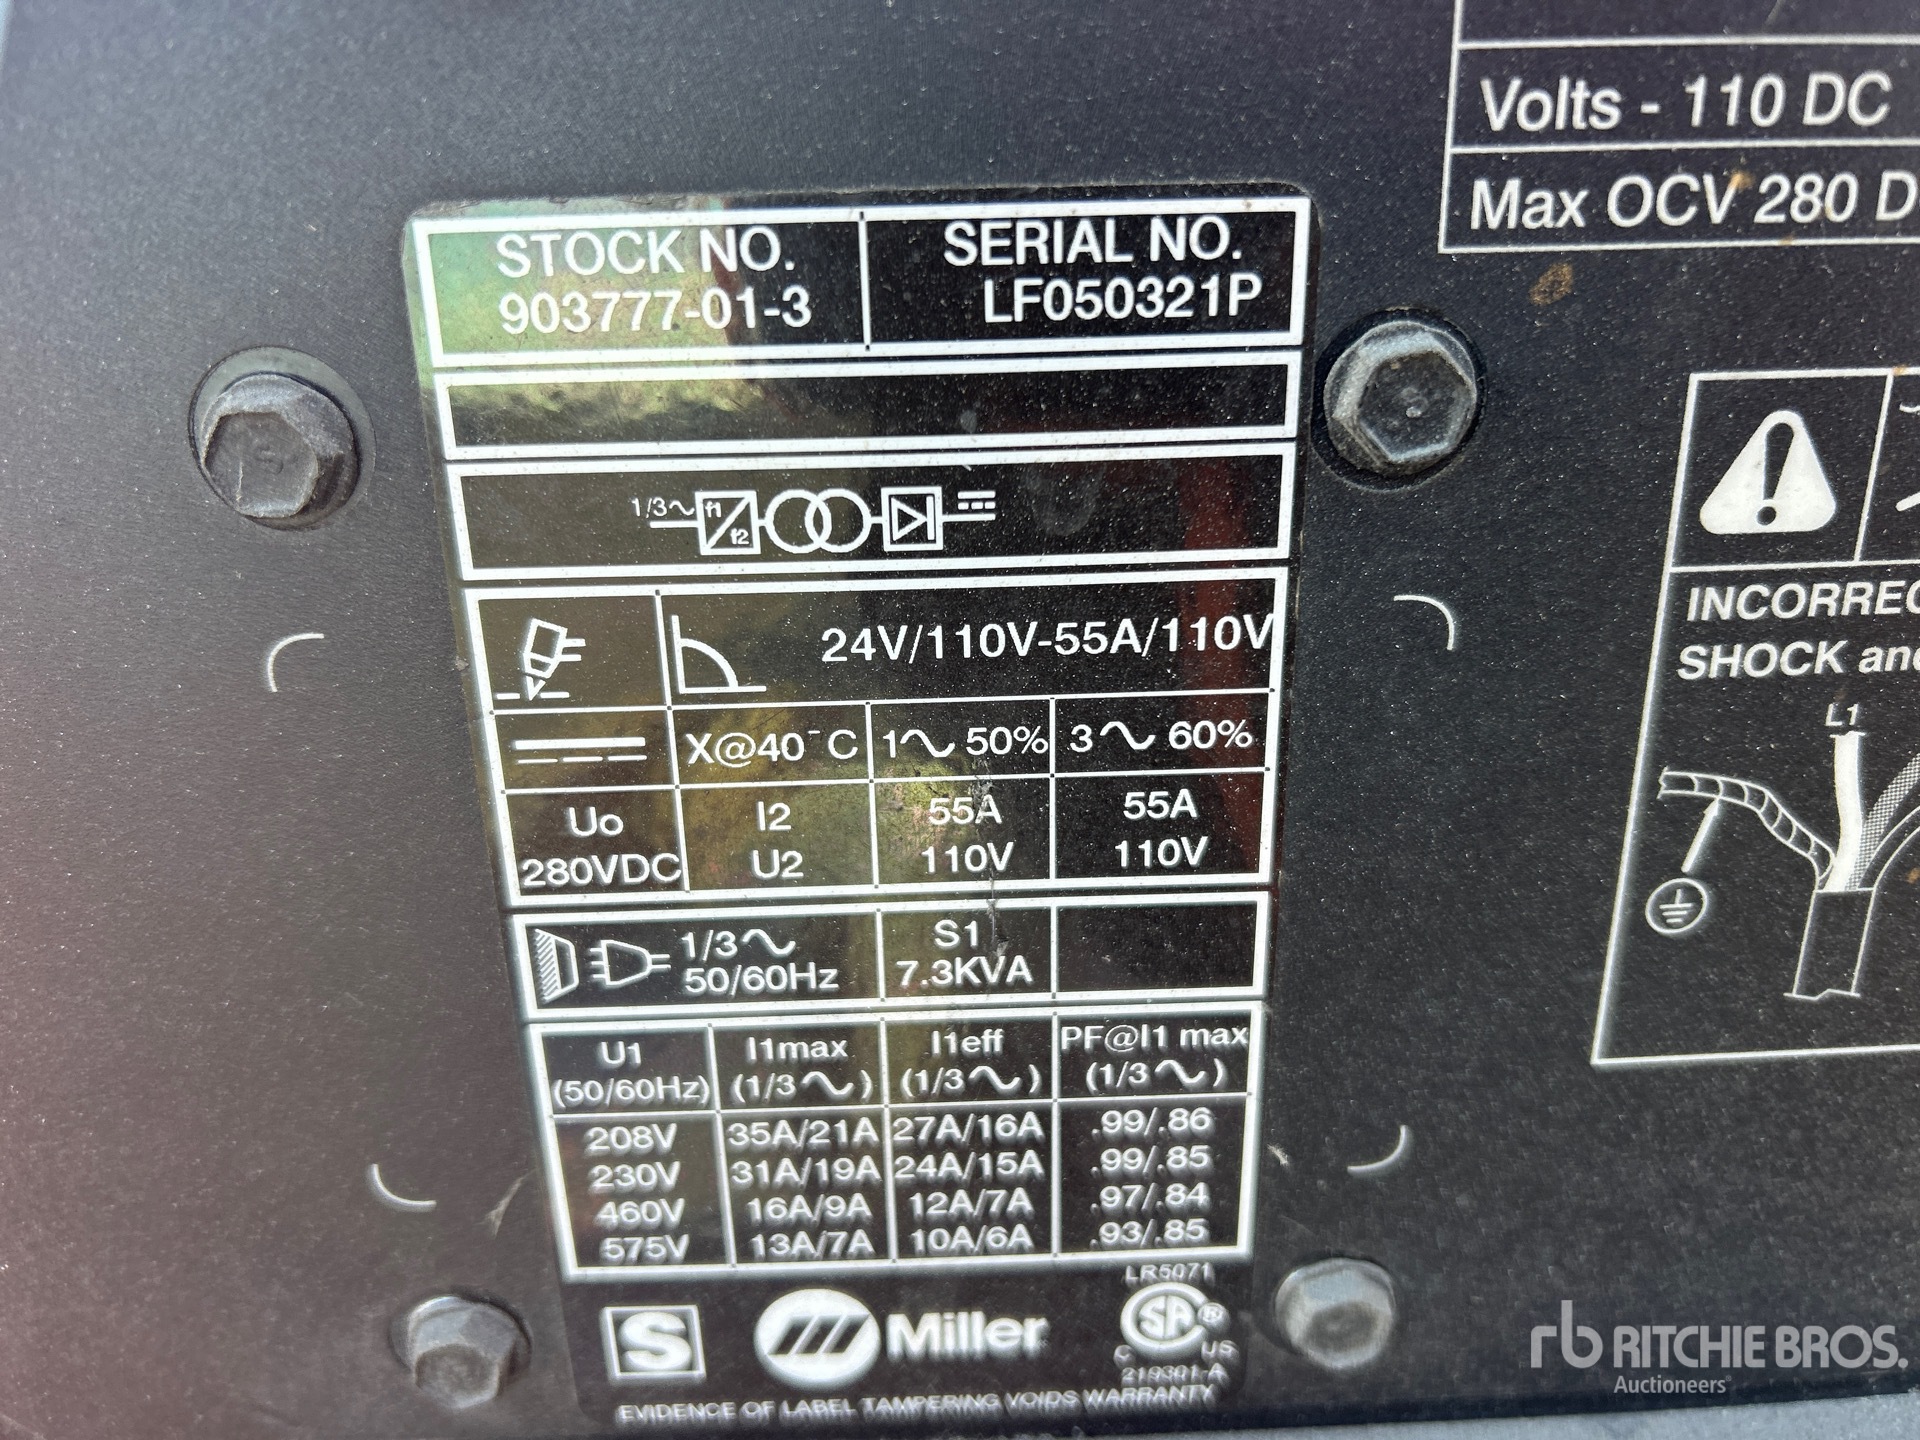 Volts - 110 DC
Max OCV 280 D
STOCK NO.
903777-01-3
SERIAL NO.
LF050321P
1/3~ f1 f2
24V/110V-55A/110V
X@40¯C 1~ 50% 3~ 60%
Uo I2 55A 55A
280VDC U2 110V 110V
1/3~ S1
50/60Hz 7.3KVA
U1 I1max I1eff PF@I1 max
(50/60Hz) (1/3~) (1/3~) (1/3~)
208V 35A/21A 27A/16A .99/.86
230V 31A/19A 24A/15A .99/.85
460V 16A/9A 12A/7A .97/.84
575V 13A/7A 10A/6A .93/.85
LR5071
S Miller SA®
C US
219301-A
EVIDENCE OF LABEL TAMPERING VOIDS WARRANTY
INCORREC
SHOCK and
L1
rb RITCHIE BROS.
Auctioneers